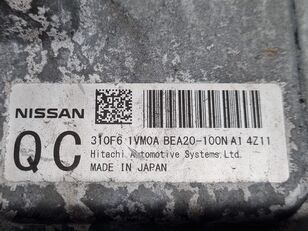 NISSAN
QC
310F6 1VM0A BEA20-100N A1 4Z11
Hitachi Automotive Systems,Ltd.
MADE IN JAPAN